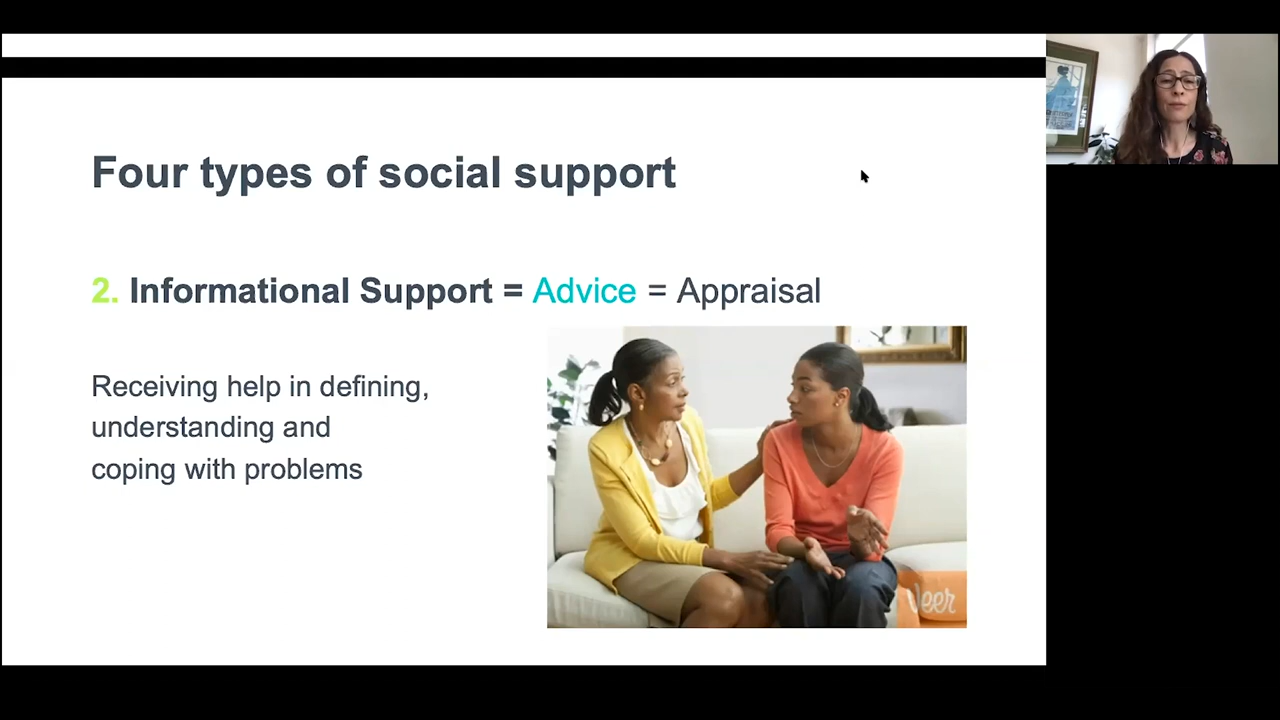 Four types of social support
2. Informational Support = Advice = Appraisal
Receiving help in defining,
understanding and
coping with problems
Veer